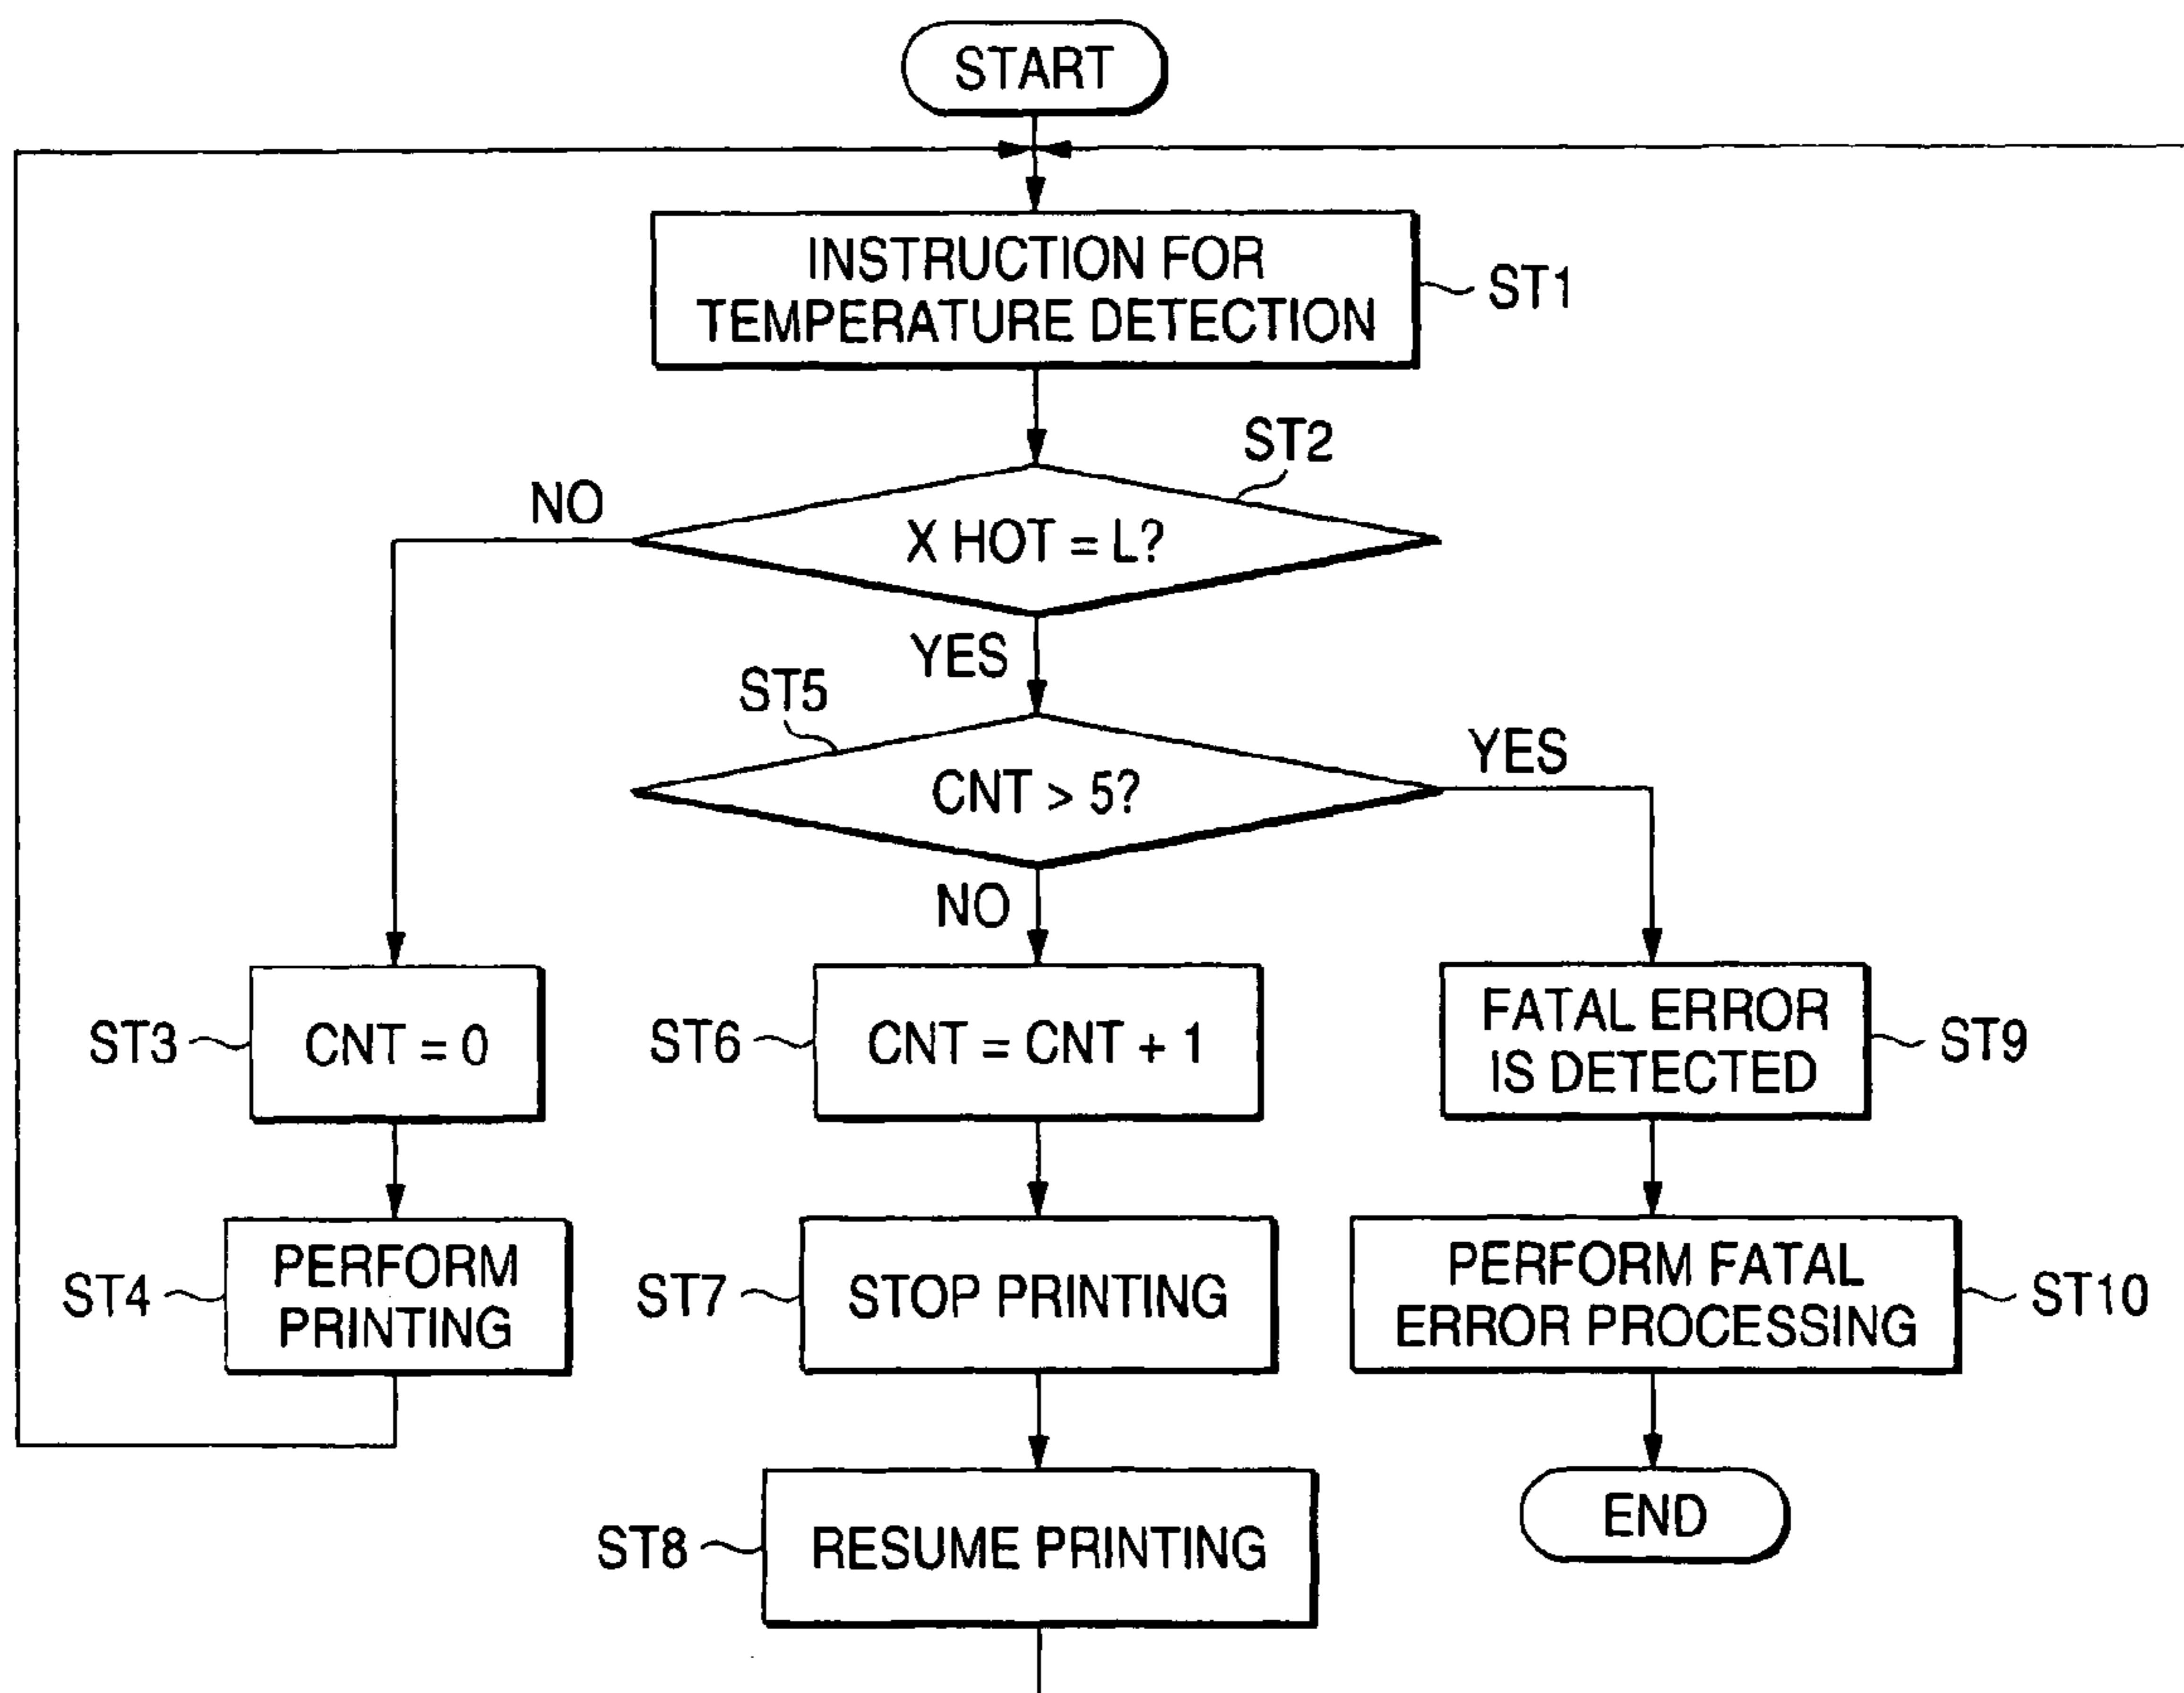 START
INSTRUCTION FOR
TEMPERATURE DETECTION
ST1
ST2
NO
X HOT = L?
YES
ST5
YES
CNT > 5?
NO
ST3
CNT = 0
ST6
CNT = CNT + 1
FATAL ERROR
IS DETECTED
ST9
ST4
PERFORM
PRINTING
ST7
STOP PRINTING
PERFORM FATAL
ERROR PROCESSING
ST10
ST8
RESUME PRINTING
END